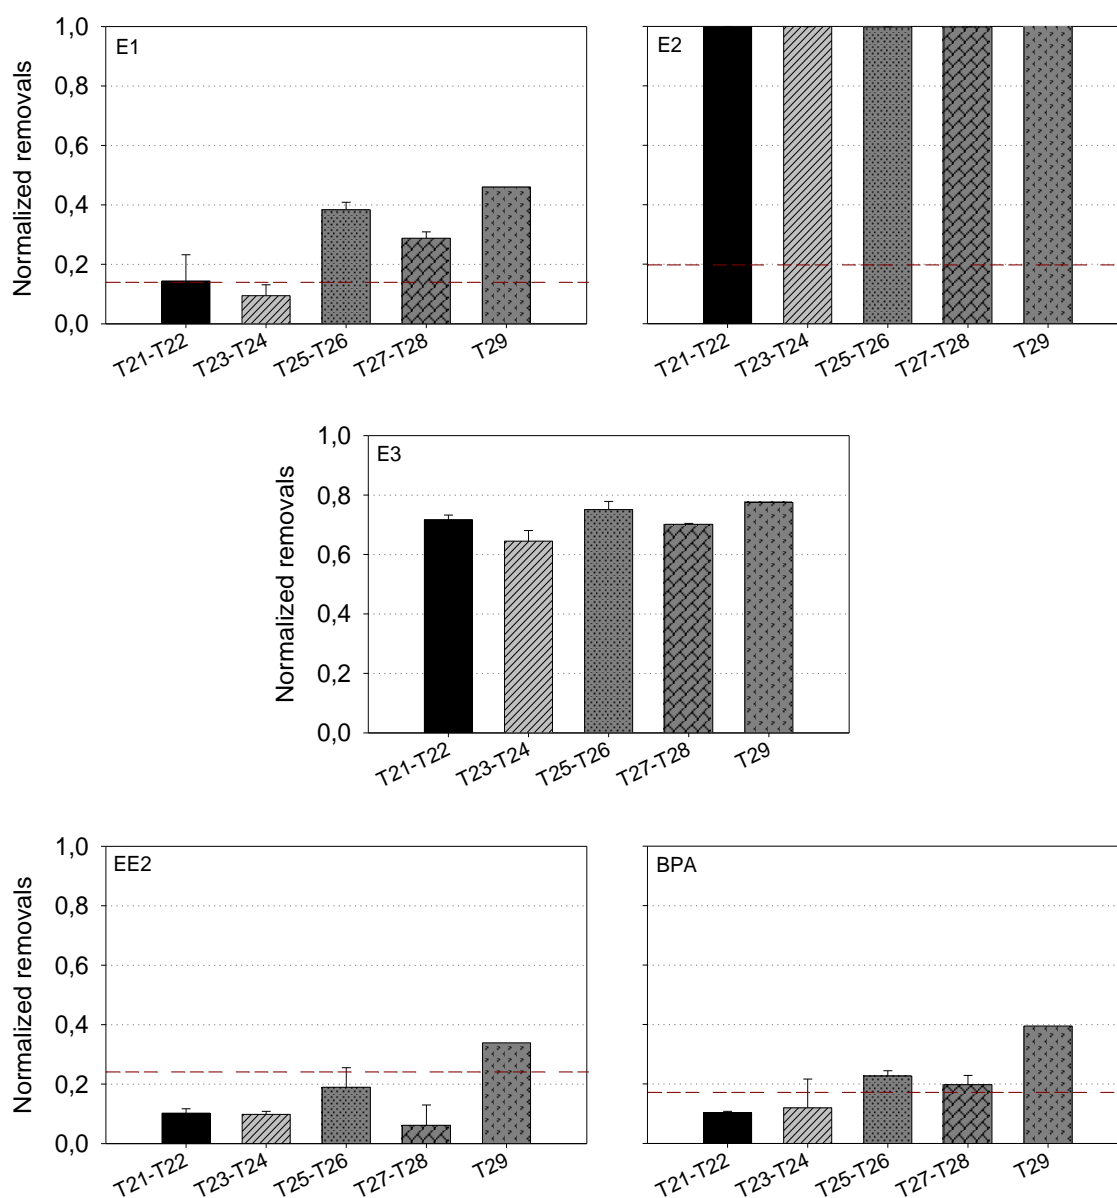 E1
Normalized removals
1,0
0,8
0,6
0,4
0,2
0,0
T21-T22
T23-T24
T25-T26
T27-T28
T29
E2
T21-T22
T23-T24
T25-T26
T27-T28
T29
E3
Normalized removals
1,0
0,8
0,6
0,4
0,2
0,0
T21-T22
T23-T24
T25-T26
T27-T28
T29
EE2
Normalized removals
1,0
0,8
0,6
0,4
0,2
0,0
T21-T22
T23-T24
T25-T26
T27-T28
T29
BPA
T21-T22
T23-T24
T25-T26
T27-T28
T29